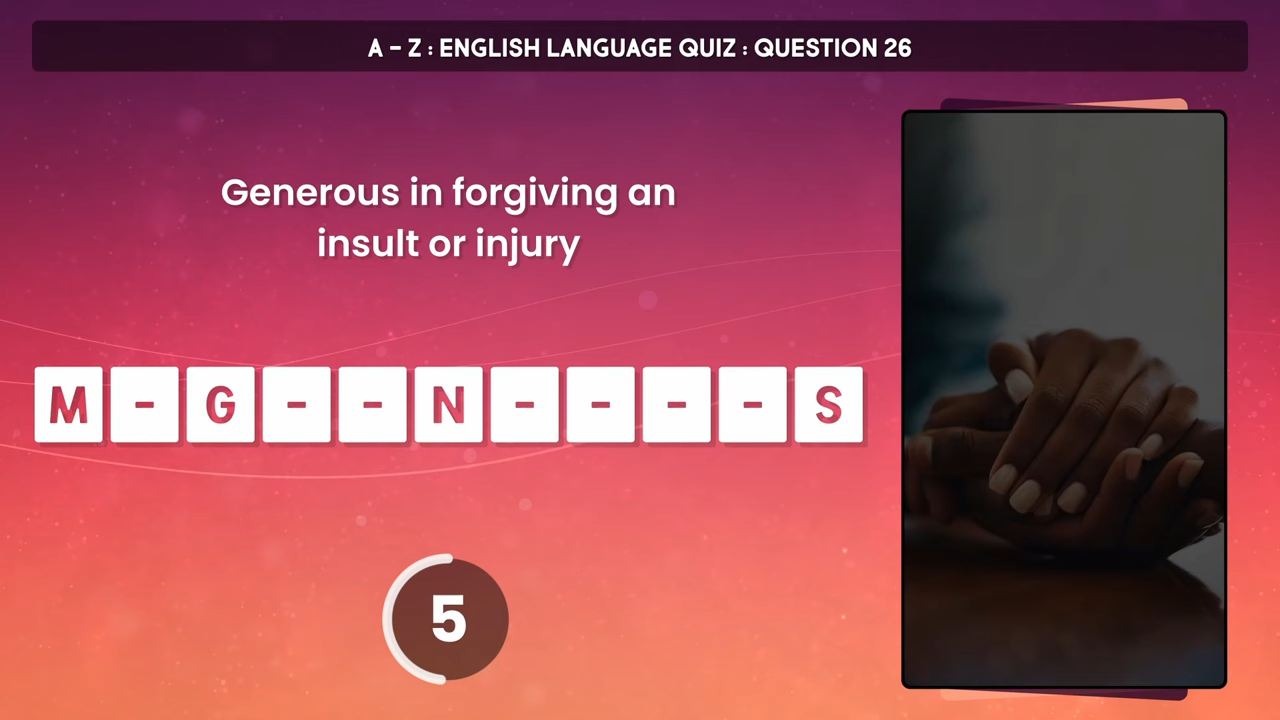 A - Z : ENGLISH LANGUAGE QUIZ : QUESTION 26
Generous in forgiving an
insult or injury
M - G - - N - - - - S
5